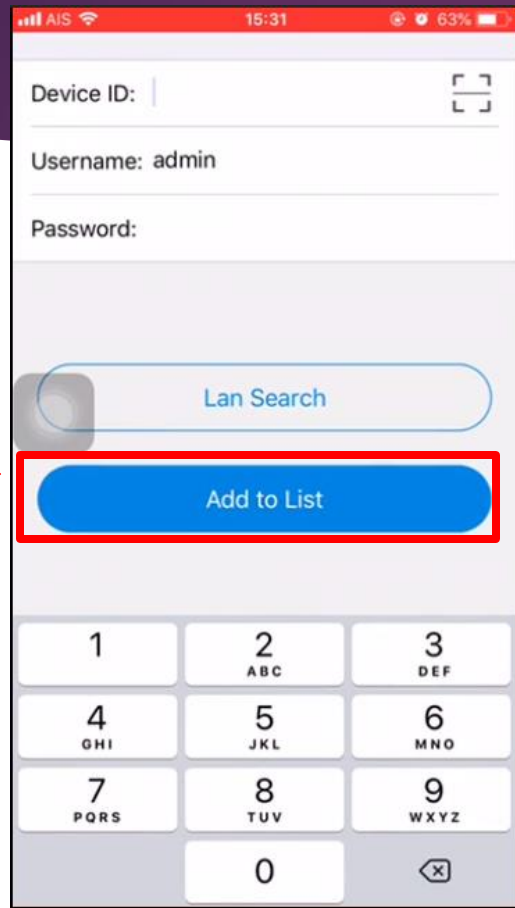 AIS 15:31 63%
Device ID:
Username: admin
Password:
Lan Search
Add to List
1 2 3
ABC DEF
4 5 6
GHI JKL MNO
7 8 9
PQRS TUV WXYZ
0